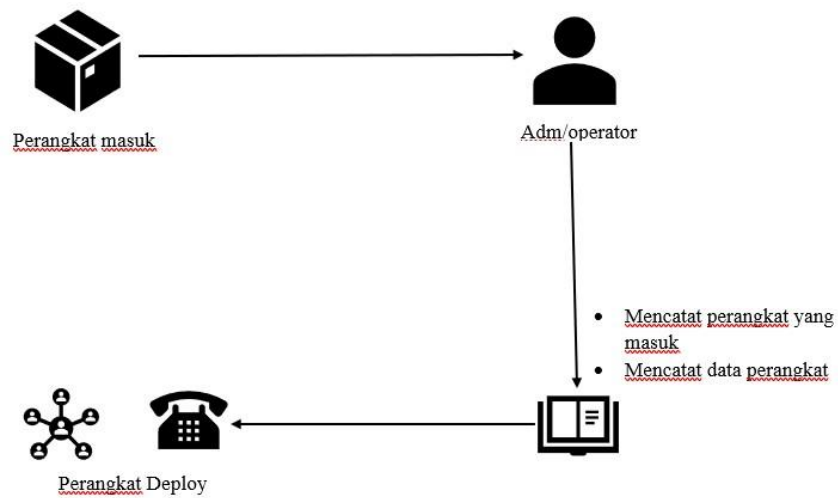 Perangkat masuk
Adm/operator
• Mencatat perangkat yang
masuk
• Mencatat data perangkat
Perangkat Deploy